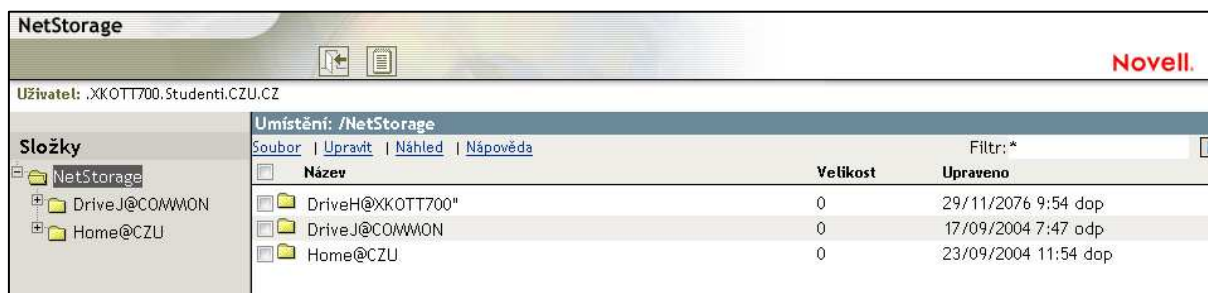 NetStorage
Novell.
Uživatel: .XKOTT700.Studenti.CZU.CZ
Složky
NetStorage
DriveJ@COMMON
Home@CZU
Umístění: /NetStorage
Soubor | Upravit | Náhled | Nápověda Filtr: *
Název Velikost Upraveno
DriveH@XKOTT700" 0 29/11/2076 9:54 dop
DriveJ@COMMON 0 17/09/2004 7:47 odp
Home@CZU 0 23/09/2004 11:54 dop